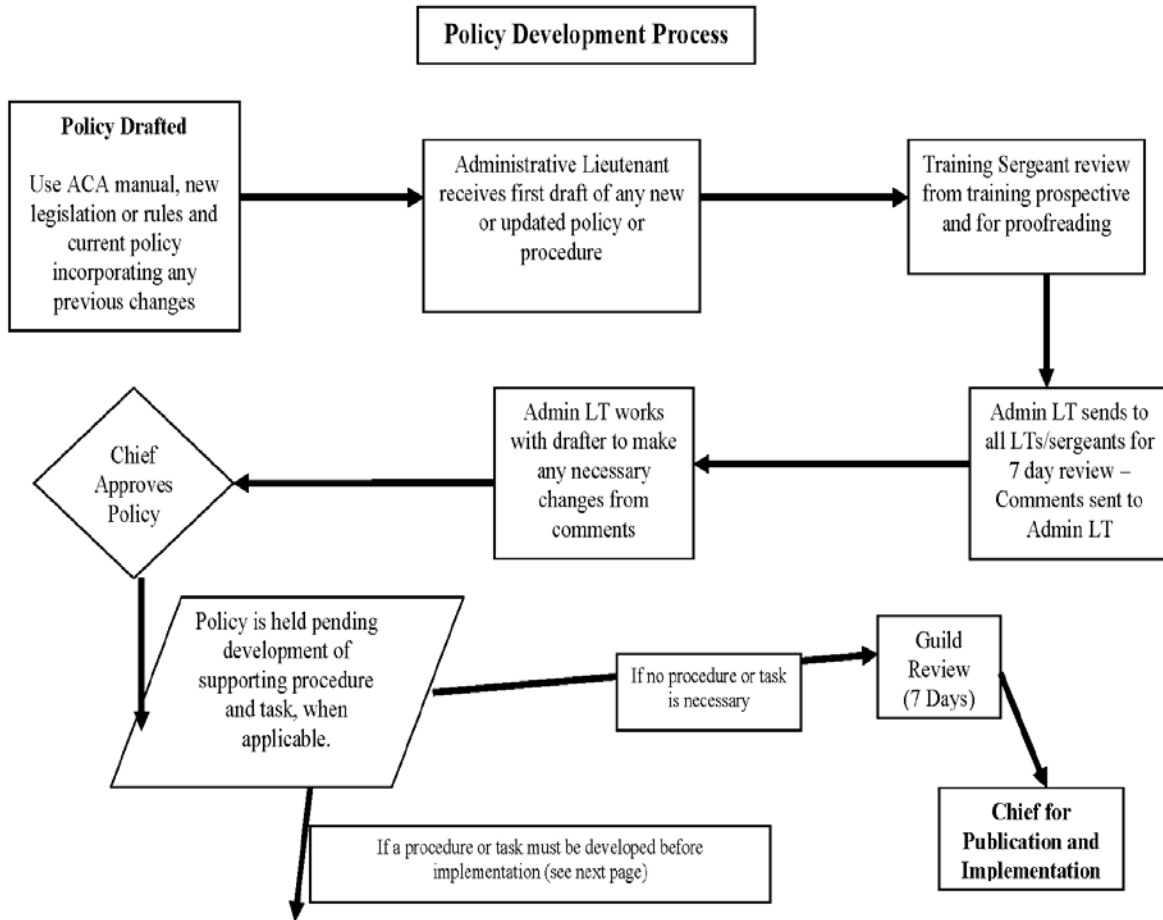 Policy Development Process
Policy Drafted
Use ACA manual, new
legislation or rules and
current policy
incorporating any
previous changes
Administrative Lieutenant
receives first draft of any new
or updated policy or
procedure
Training Sergeant review
from training prospective
and for proofreading
Admin LT sends to
all LTs/sergeants for
7 day review –
Comments sent to
Admin LT
Admin LT works
with drafter to make
any necessary
changes from
comments
Chief
Approves
Policy
Policy is held pending
development of
supporting procedure
and task, when
applicable.
If no procedure or task
is necessary
Guild
Review
(7 Days)
Chief for
Publication and
Implementation
If a procedure or task must be developed before
implementation (see next page)